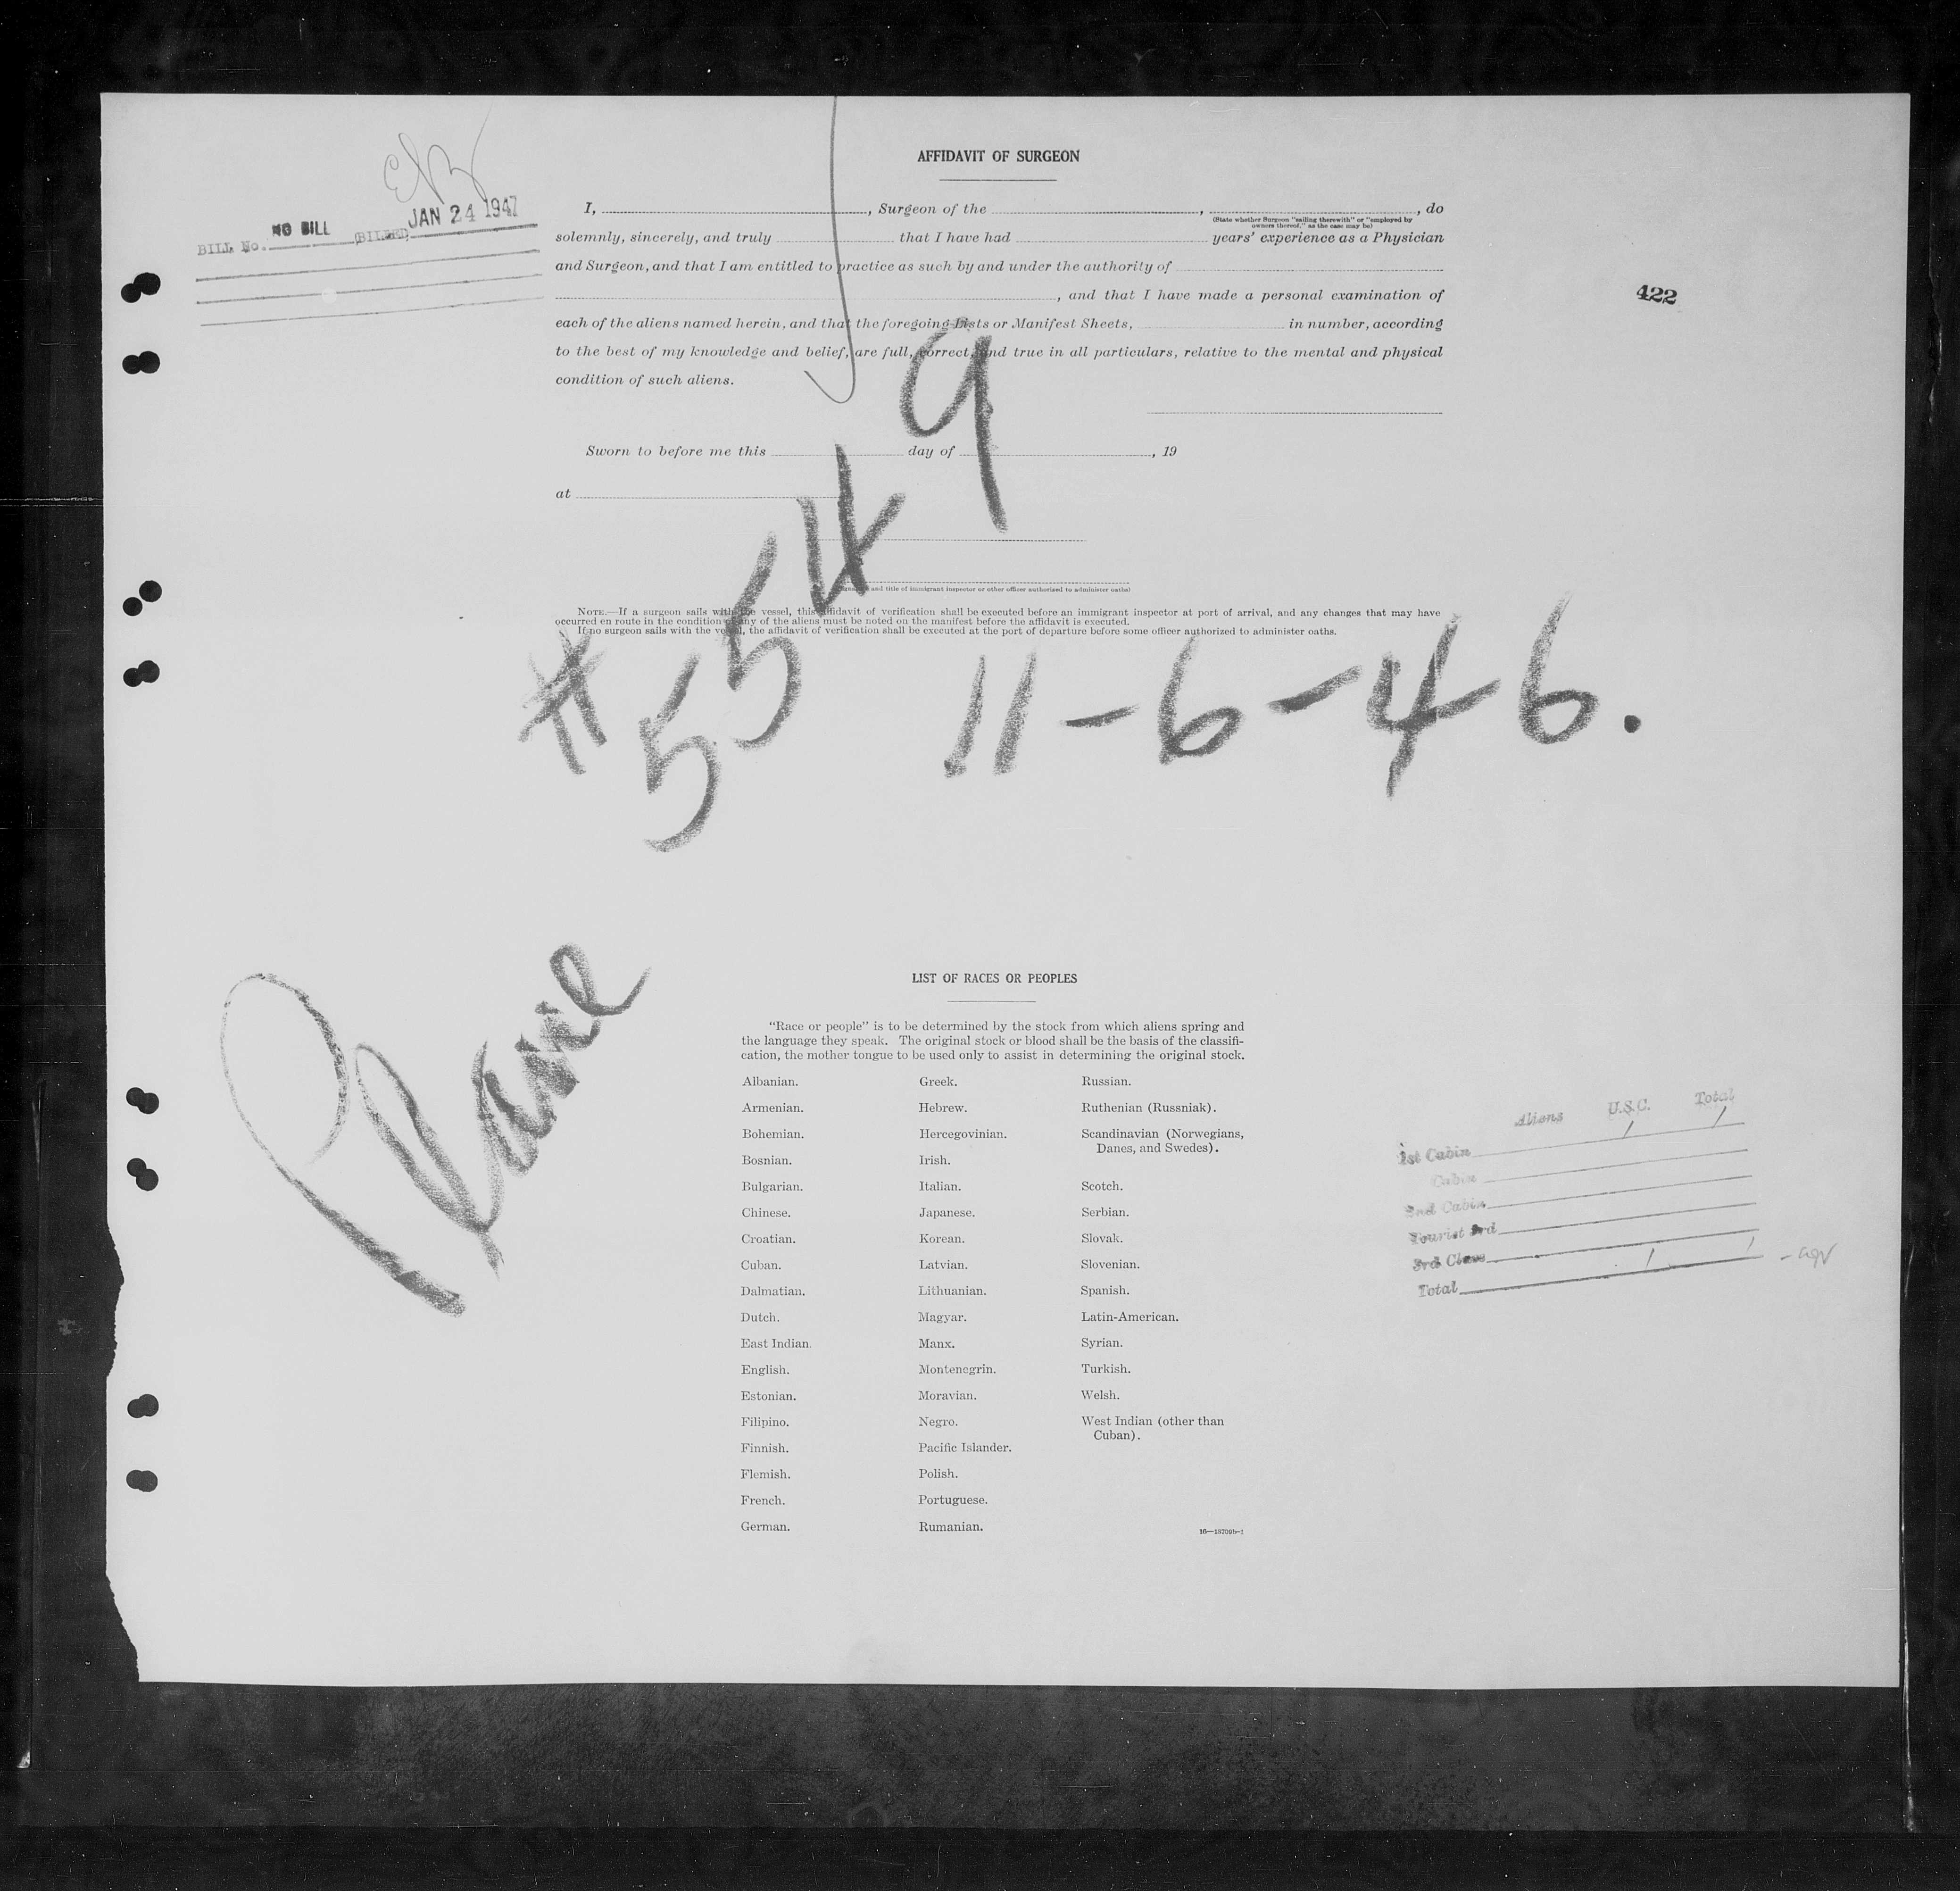 AFFIDAVIT OF SURGEON
BILL No. NO BILL (BILLED) JAN 24 1947
I, , Surgeon of the , , do
(State whether Surgeon "sailing therewith" or "employed by
owners thereof," as the case may be)
solemnly, sincerely, and truly that I have had years' experience as a Physician
and Surgeon, and that I am entitled to practice as such by and under the authority of
, and that I have made a personal examination of
422
each of the aliens named herein, and that the foregoing Lists or Manifest Sheets, in number, according
to the best of my knowledge and belief, are full, correct, and true in all particulars, relative to the mental and physical
condition of such aliens.
Sworn to before me this day of , 19
at
and title of immigrant inspector or other officer authorized to administer oaths)
NOTE.—If a surgeon sails with the vessel, this affidavit of verification shall be executed before an immigrant inspector at port of arrival, and any changes that may have
occurred en route in the condition of any of the aliens must be noted on the manifest before the affidavit is executed.
If no surgeon sails with the vessel, the affidavit of verification shall be executed at the port of departure before some officer authorized to administer oaths.
# 5549
11-6-46.
Plane
LIST OF RACES OR PEOPLES
"Race or people" is to be determined by the stock from which aliens spring and
the language they speak. The original stock or blood shall be the basis of the classifi-
cation, the mother tongue to be used only to assist in determining the original stock.
Albanian.
Armenian.
Bohemian.
Bosnian.
Bulgarian.
Chinese.
Croatian.
Cuban.
Dalmatian.
Dutch.
East Indian.
English.
Estonian.
Filipino.
Finnish.
Flemish.
French.
German.
Greek.
Hebrew.
Hercegovinian.
Irish.
Italian.
Japanese.
Korean.
Latvian.
Lithuanian.
Magyar.
Manx.
Montenegrin.
Moravian.
Negro.
Pacific Islander.
Polish.
Portuguese.
Rumanian.
Russian.
Ruthenian (Russniak).
Scandinavian (Norwegians,
Danes, and Swedes).
Scotch.
Serbian.
Slovak.
Slovenian.
Spanish.
Latin-American.
Syrian.
Turkish.
Welsh.
West Indian (other than
Cuban).
16—18709b-1
Aliens U.S.C. Total
1st Cabin 1 1
Cabin
2nd Cabin
Tourist 3rd
3rd Class
Total 1 1